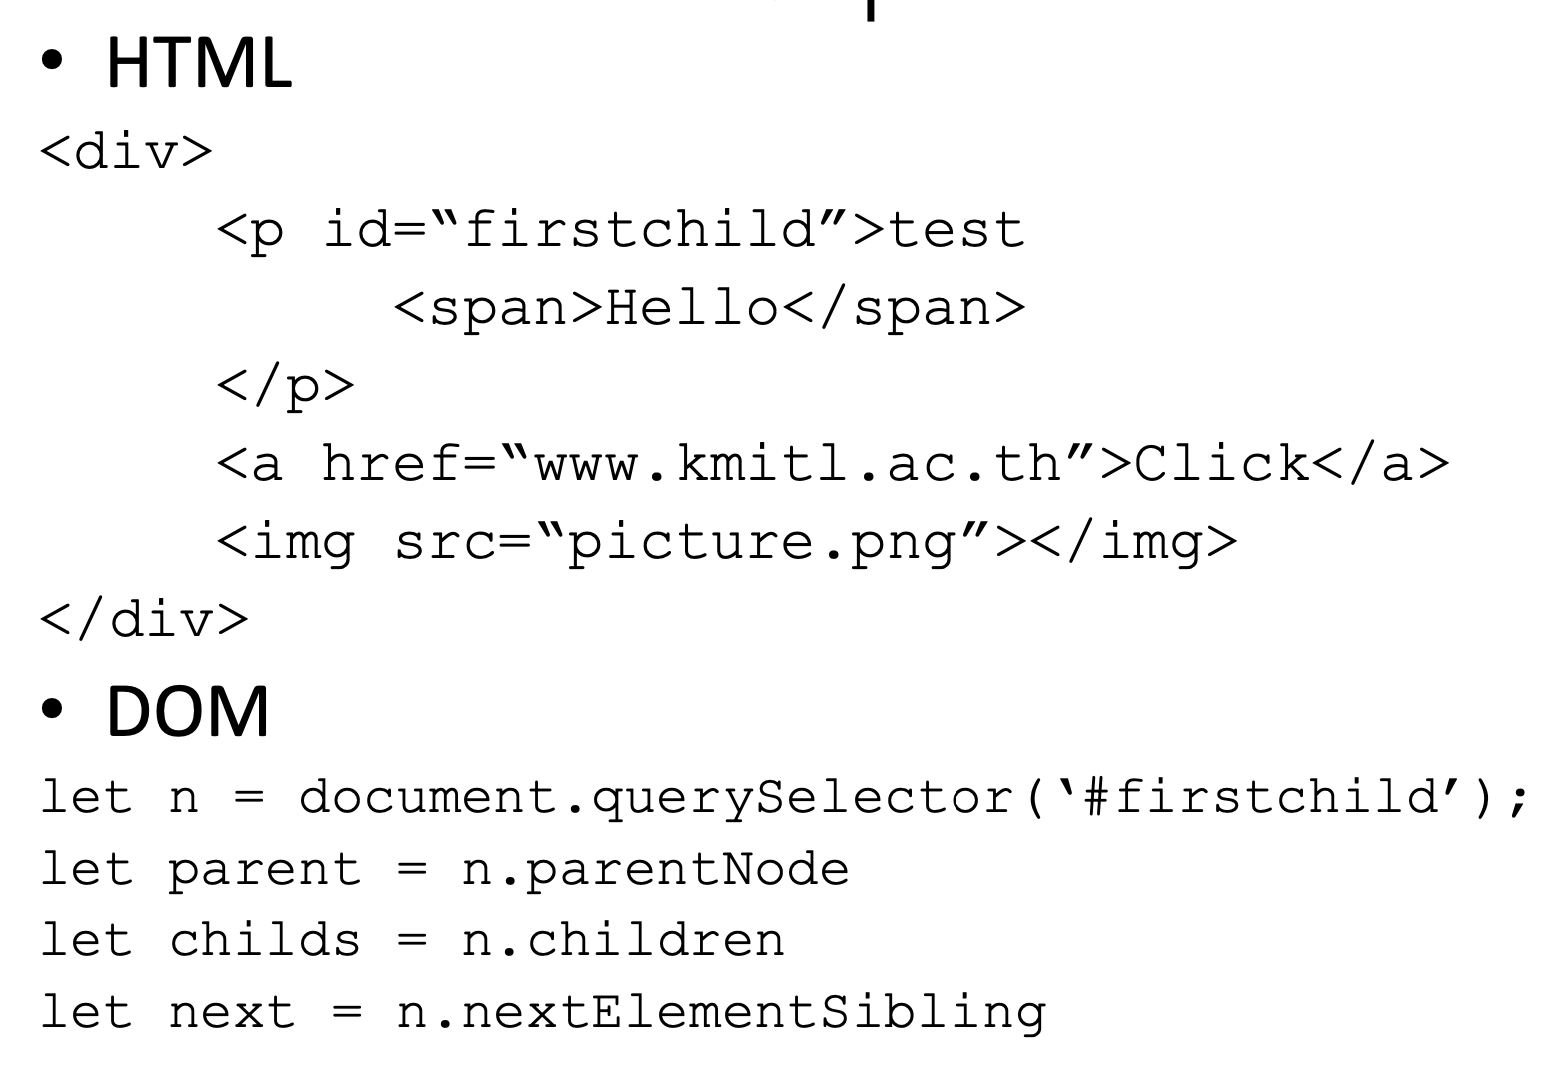 • HTML
<div>
<p id=“firstchild”>test
<span>Hello</span>
</p>
<a href=“www.kmitl.ac.th”>Click</a>
<img src=“picture.png”></img>
</div>
• DOM
let n = document.querySelector(‘#firstchild’);
let parent = n.parentNode
let childs = n.children
let next = n.nextElementSibling